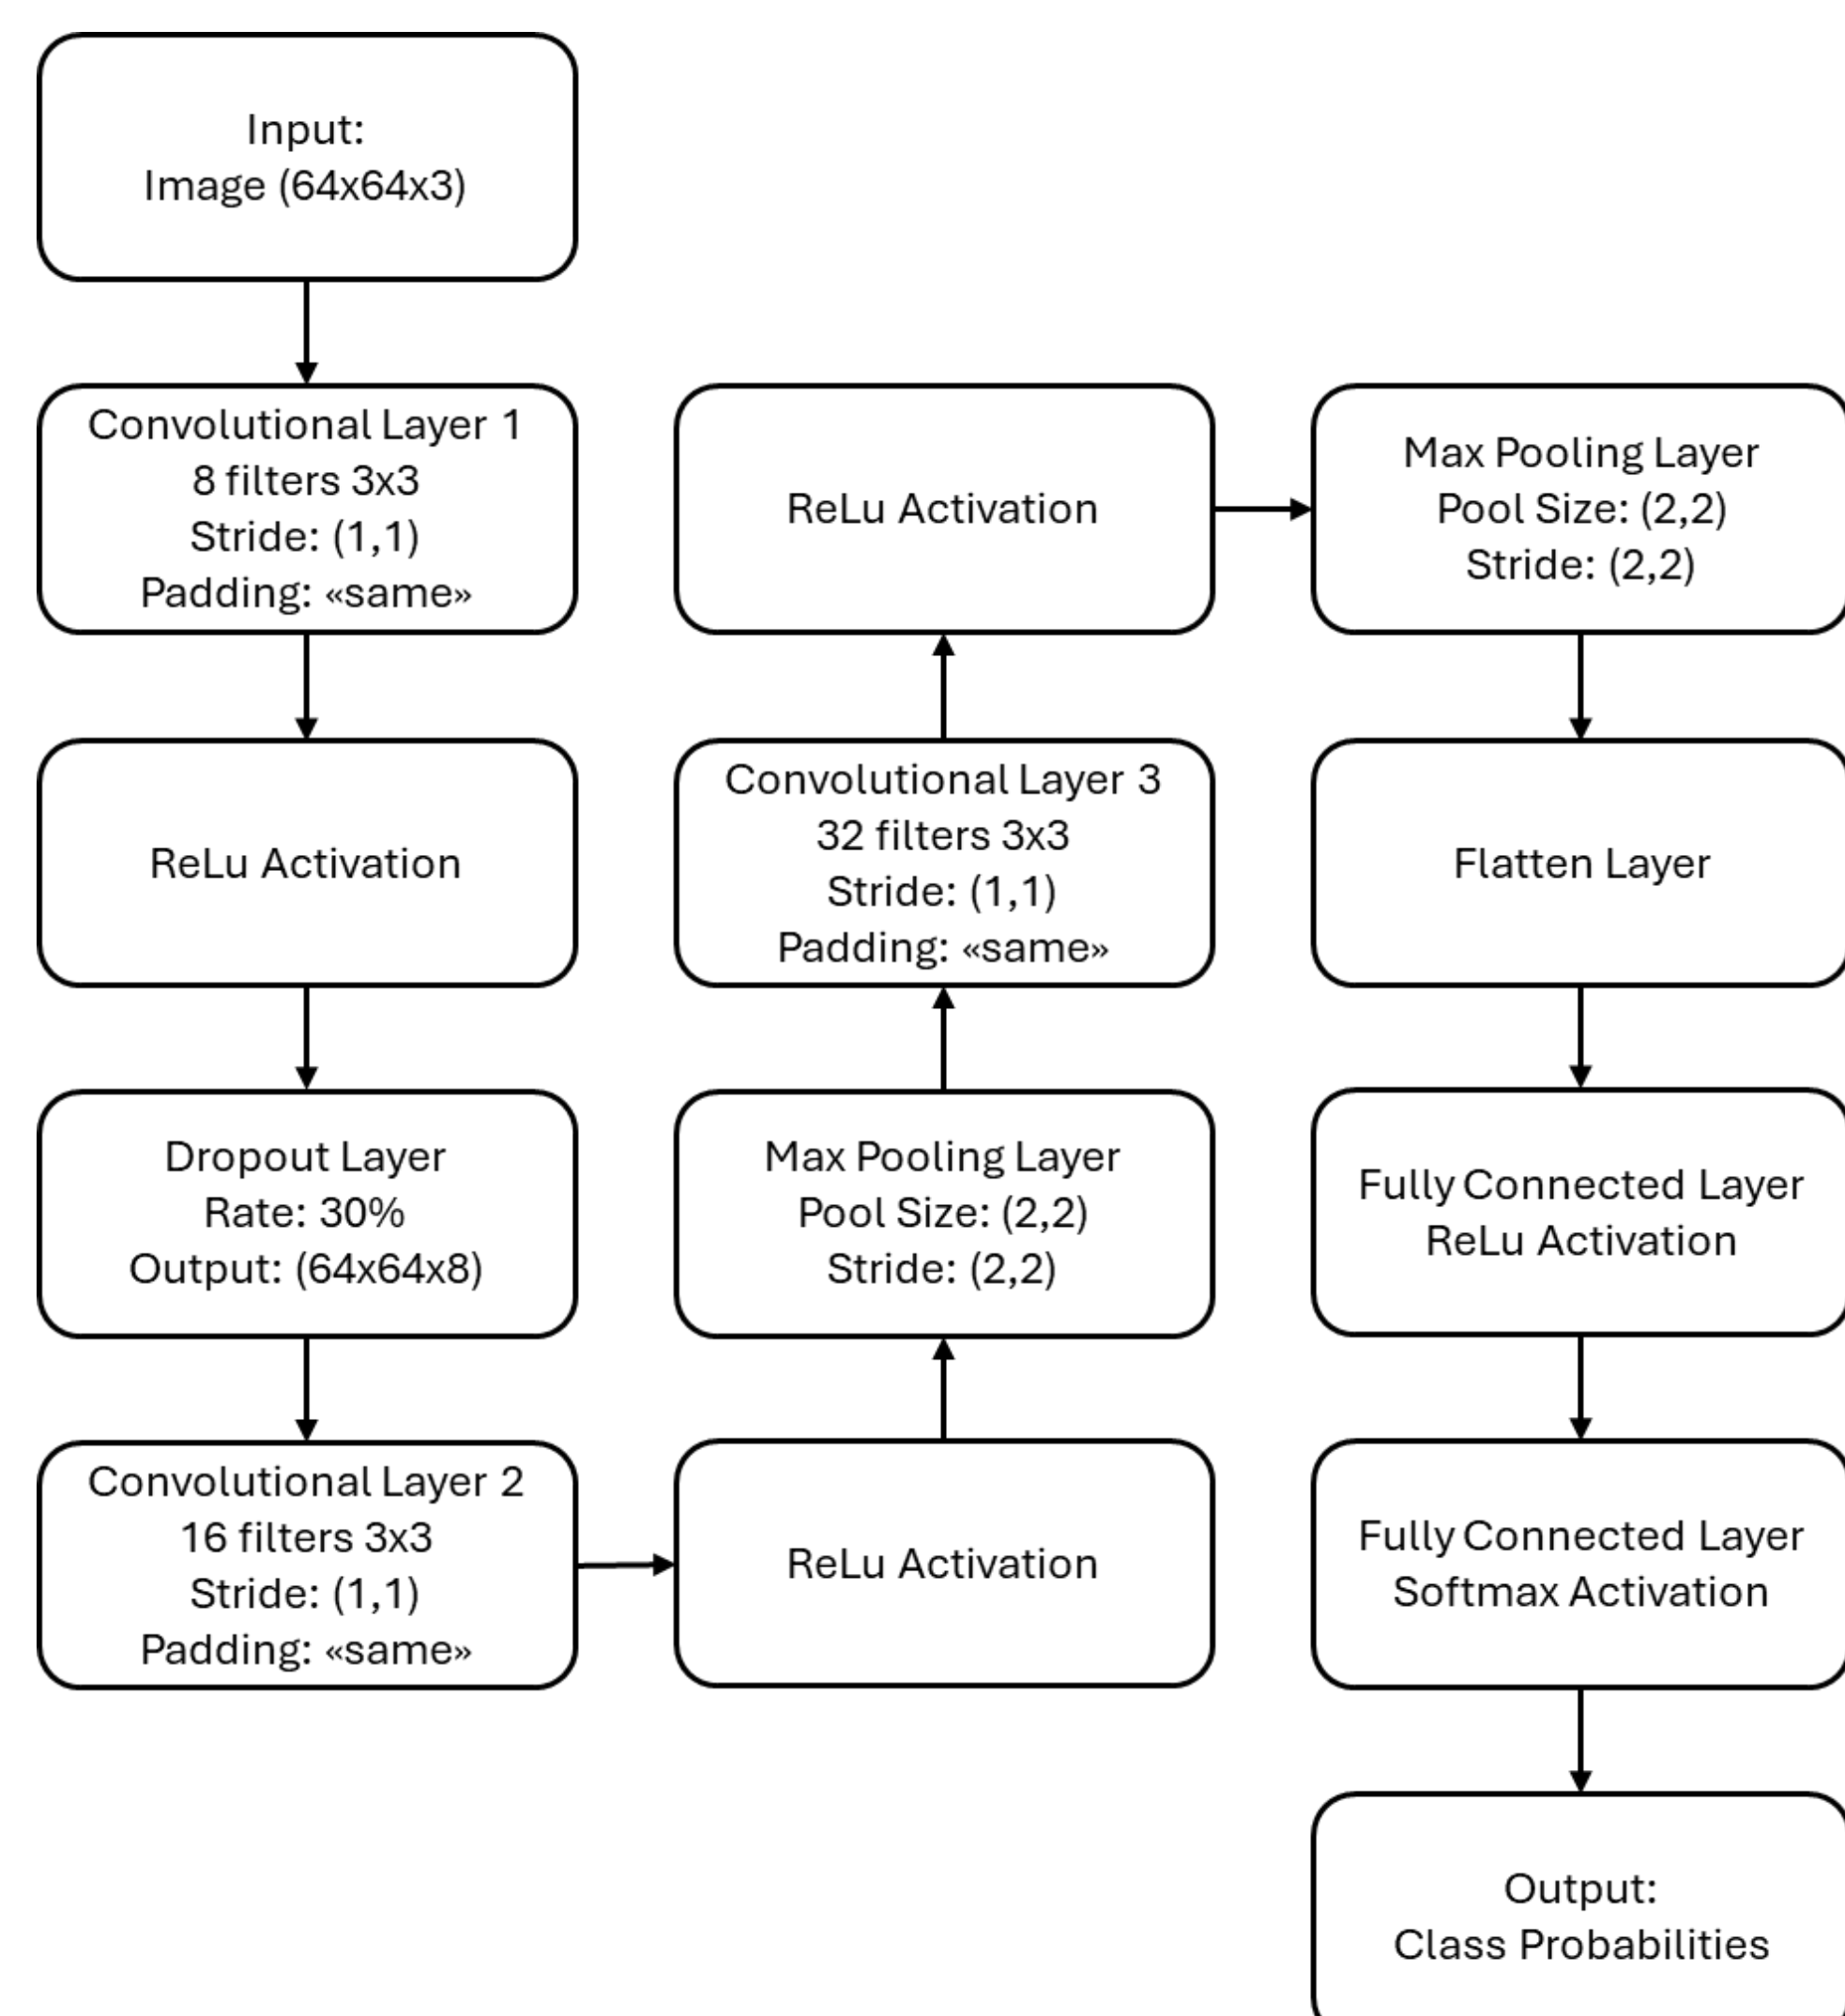 Input:
Image (64x64x3)
Convolutional Layer 1
8 filters 3x3
Stride: (1,1)
Padding: «same»
ReLu Activation
Dropout Layer
Rate: 30%
Output: (64x64x8)
Convolutional Layer 2
16 filters 3x3
Stride: (1,1)
Padding: «same»
ReLu Activation
Max Pooling Layer
Pool Size: (2,2)
Stride: (2,2)
Convolutional Layer 3
32 filters 3x3
Stride: (1,1)
Padding: «same»
ReLu Activation
Max Pooling Layer
Pool Size: (2,2)
Stride: (2,2)
Flatten Layer
Fully Connected Layer
ReLu Activation
Fully Connected Layer
Softmax Activation
Output:
Class Probabilities